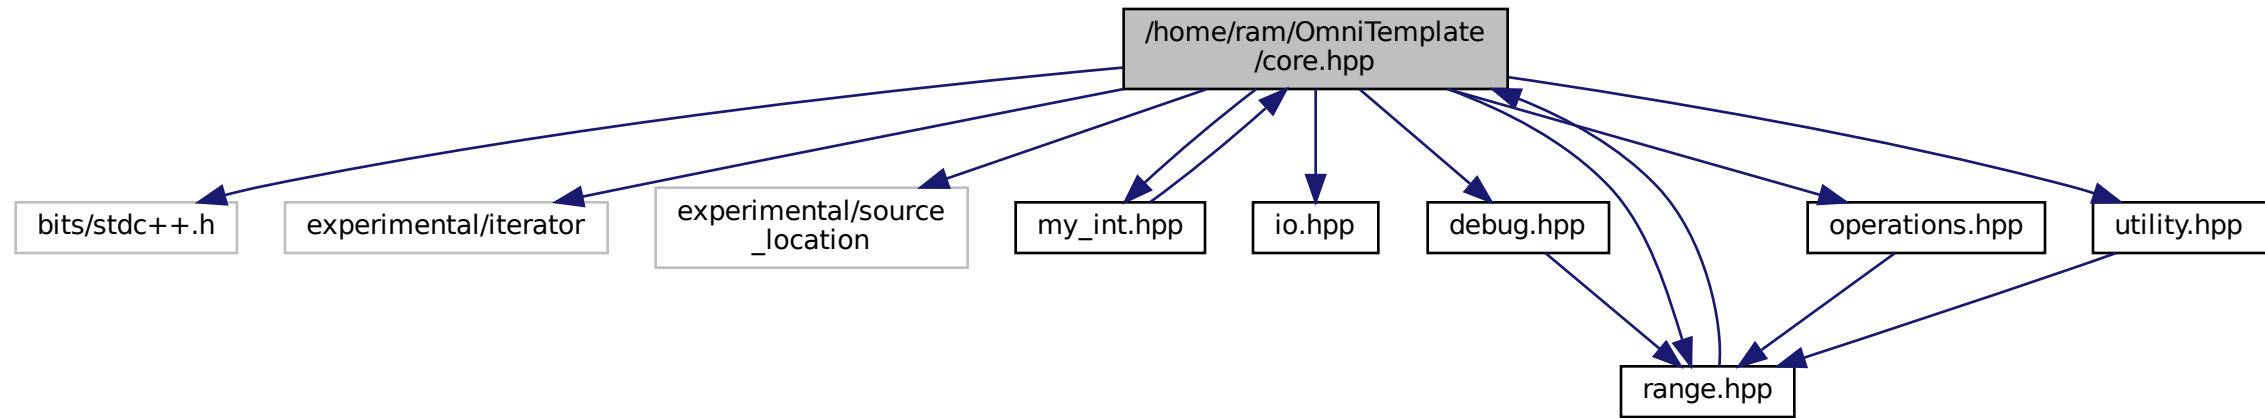 /home/ram/OmniTemplate
/core.hpp
bits/stdc++.h
experimental/iterator
experimental/source
_location
my_int.hpp
io.hpp
debug.hpp
operations.hpp
utility.hpp
range.hpp